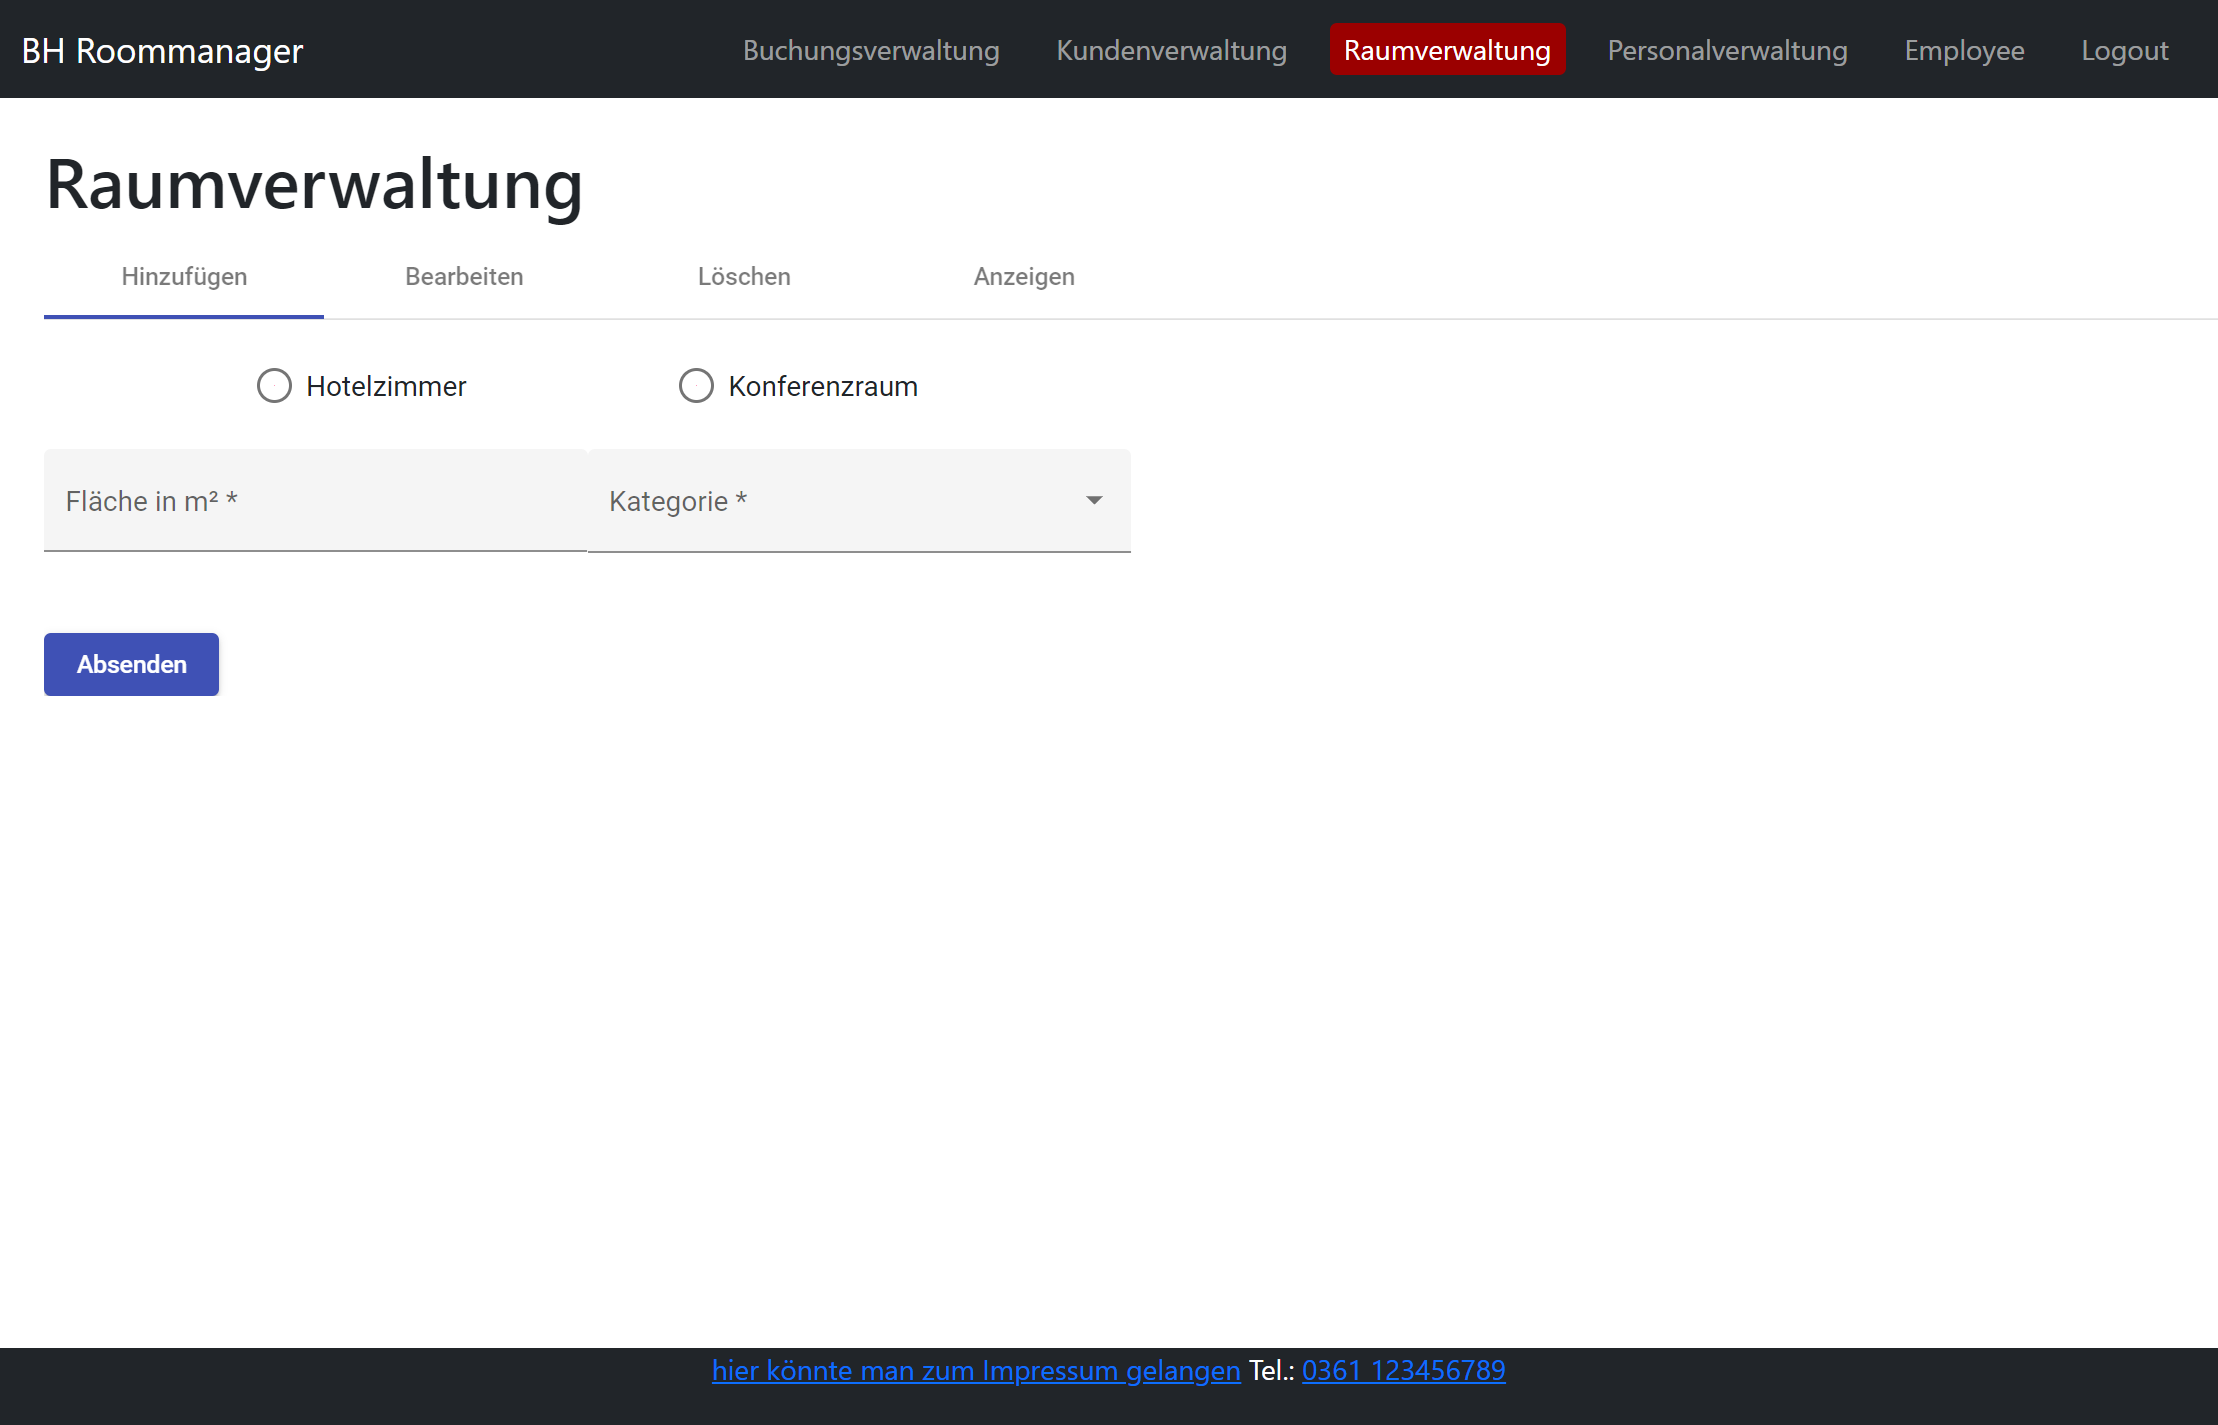 BH Roommanager Buchungsverwaltung Kundenverwaltung Raumverwaltung Personalverwaltung Employee Logout
Raumverwaltung
Hinzufügen Bearbeiten Löschen Anzeigen
Hotelzimmer Konferenzraum
Fläche in m² * Kategorie *
Absenden
hier könnte man zum Impressum gelangen Tel.: 0361 123456789